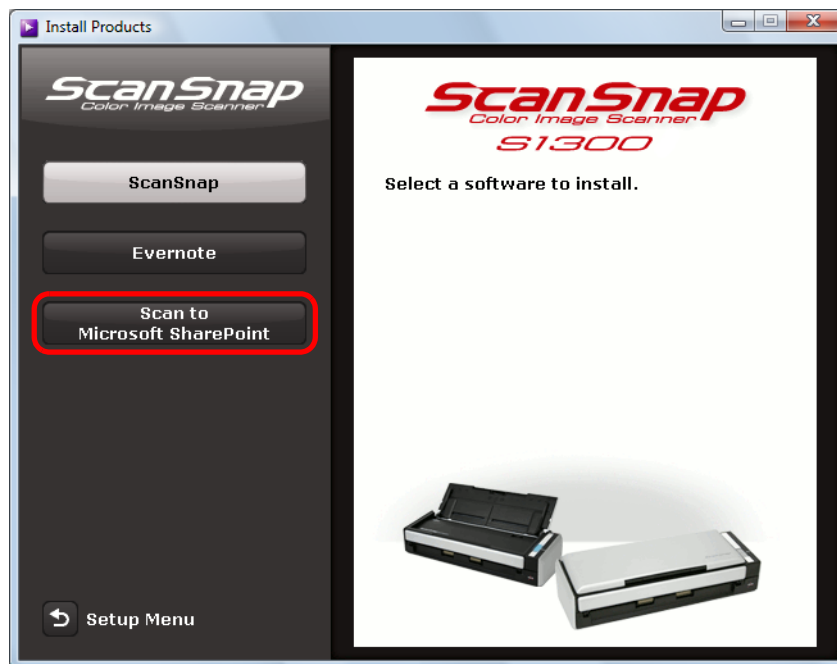 Install Products
ScanSnap
Color Image Scanner
ScanSnap
Evernote
Scan to
Microsoft SharePoint
Setup Menu
ScanSnap
Color Image Scanner
S1300
Select a software to install.